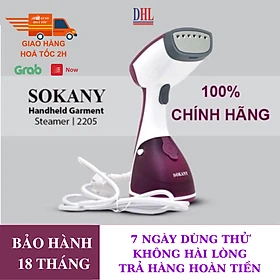 DHL
GIAO HÀNG
HOẢ TỐC 2H
Grab
Now
SOKANY
Handheld Garment
Steamer | 2205
100%
CHÍNH HÃNG
SOKANY
BẢO HÀNH
18 THÁNG
7 NGÀY DÙNG THỬ
KHÔNG HÀI LÒNG
TRẢ HÀNG HOÀN TIỀN